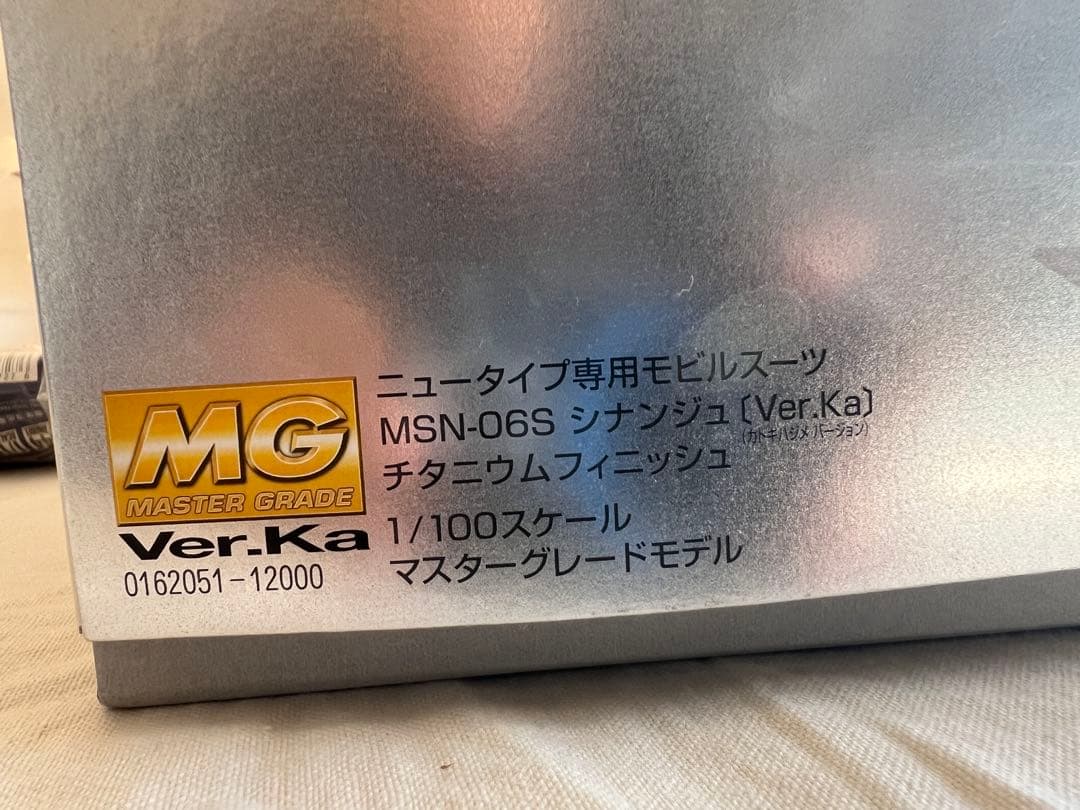 MG
MASTER GRADE
Ver.Ka
0162051-12000
ニュータイプ専用モビルスーツ
MSN-06S シナンジュ〔Ver.Ka〕
(カトキハジメ バージョン)
チタニウムフィニッシュ
1/100スケール
マスターグレードモデル